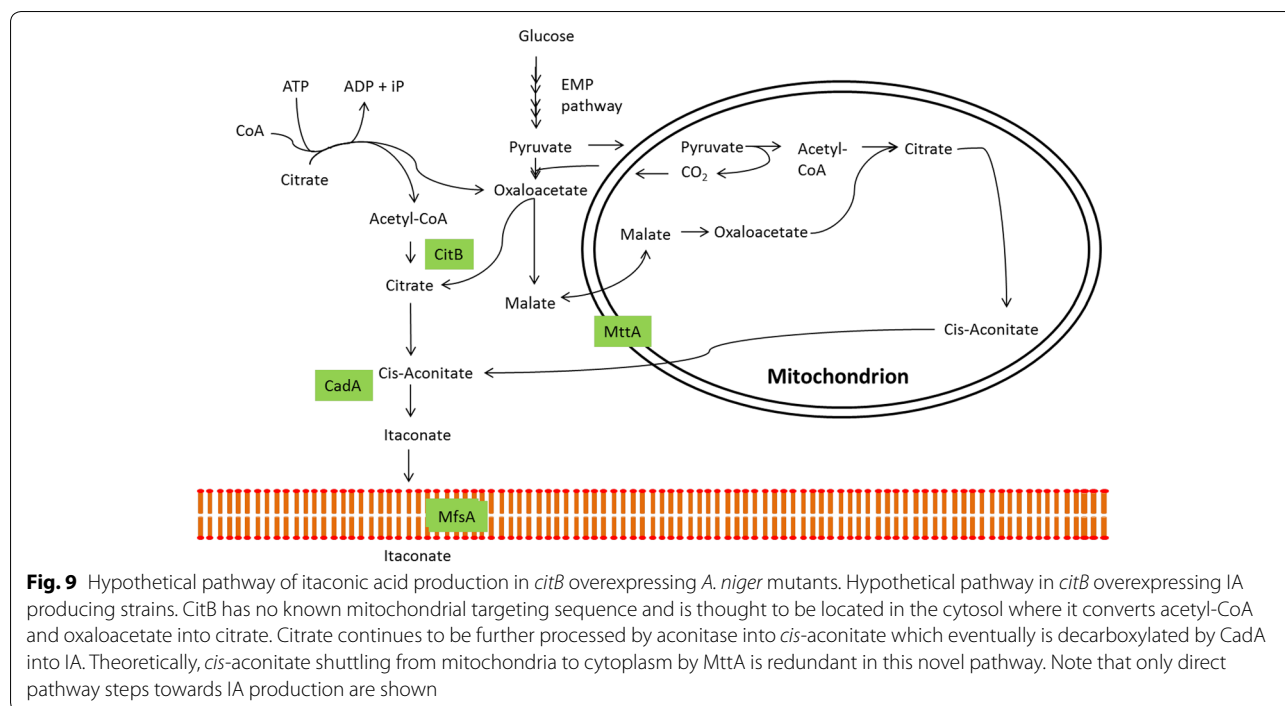 Glucose
EMP
pathway
ATP
ADP + iP
CoA
Citrate
Pyruvate
Oxaloacetate
Acetyl-CoA
CitB
Citrate
Malate
Pyruvate
CO2
Acetyl-
CoA
Citrate
Malate
Oxaloacetate
MttA
Cis-Aconitate
Mitochondrion
CadA
Cis-Aconitate
Itaconate
MfsA
Itaconate
Fig. 9 Hypothetical pathway of itaconic acid production in citB overexpressing A. niger mutants. Hypothetical pathway in citB overexpressing IA
producing strains. CitB has no known mitochondrial targeting sequence and is thought to be located in the cytosol where it converts acetyl-CoA
and oxaloacetate into citrate. Citrate continues to be further processed by aconitase into cis-aconitate which eventually is decarboxylated by CadA
into IA. Theoretically, cis-aconitate shuttling from mitochondria to cytoplasm by MttA is redundant in this novel pathway. Note that only direct
pathway steps towards IA production are shown